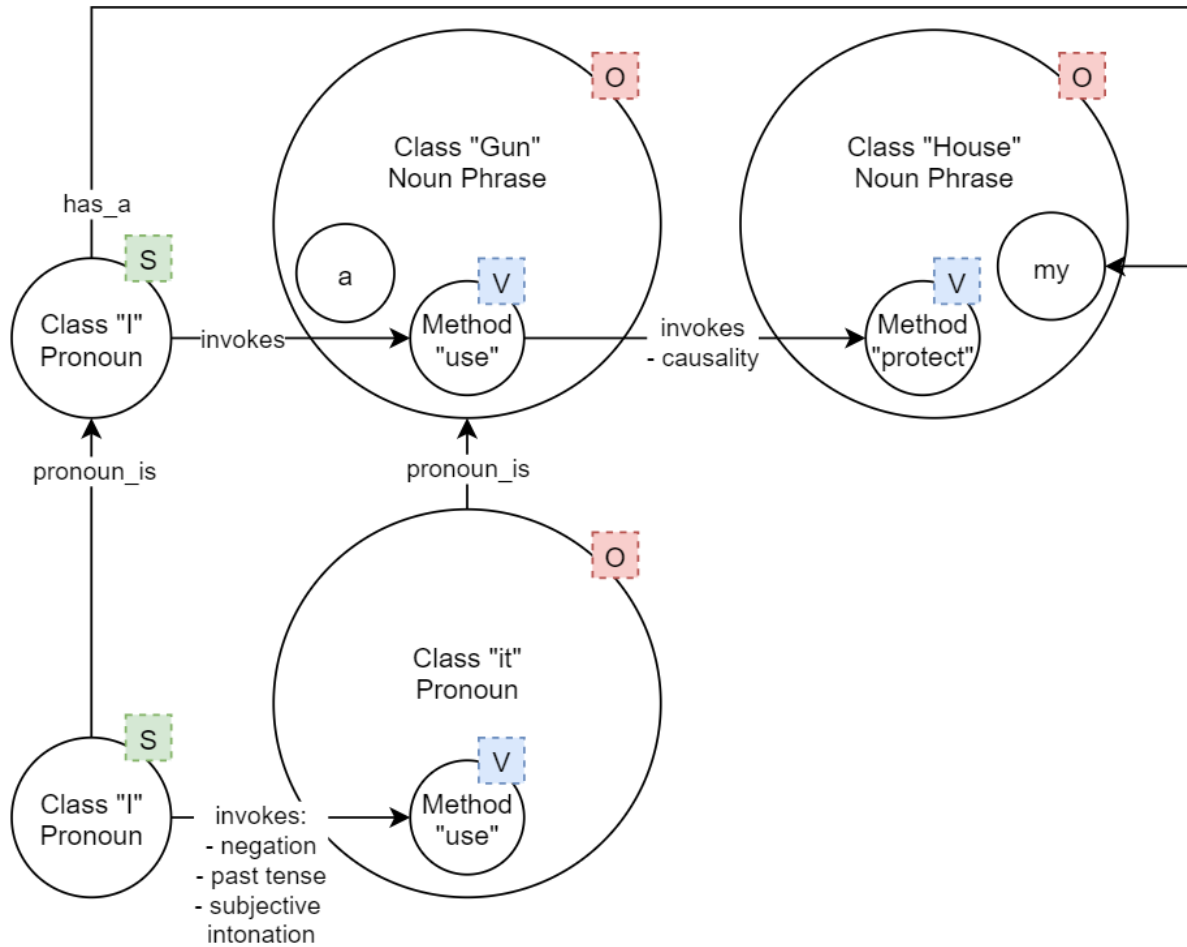 O
O
Class "Gun"
Noun Phrase
Class "House"
Noun Phrase
has_a
S
a
V
V
my
Class "I"
Pronoun
invokes
Method
"use"
invokes
- causality
Method
"protect"
pronoun_is
pronoun_is
O
Class "it"
Pronoun
S
V
Class "I"
Pronoun
invokes:
- negation
- past tense
- subjective
intonation
Method
"use"